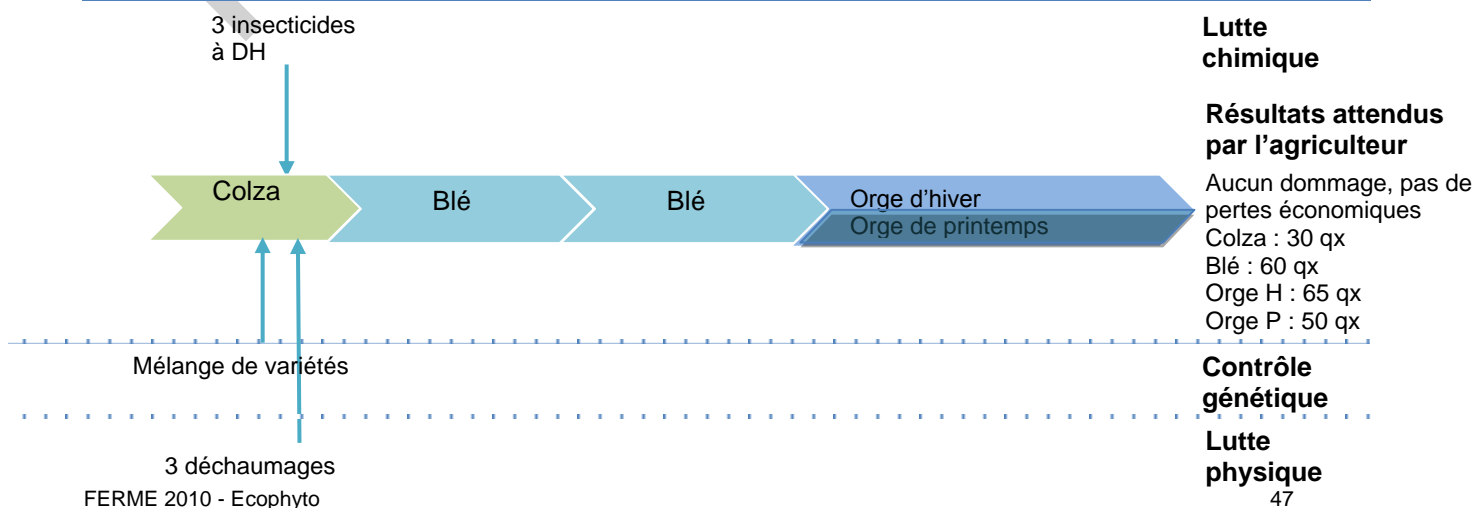 3 insecticides
à DH
Lutte
chimique
Résultats attendus
par l'agriculteur
Aucun dommage, pas de
pertes économiques
Colza : 30 qx
Blé : 60 qx
Orge H : 65 qx
Orge P : 50 qx
Colza
Blé
Blé
Orge d'hiver
Orge de printemps
Mélange de variétés
Contrôle
génétique
Lutte
physique
3 déchaumages
FERME 2010 - Ecophyto
47